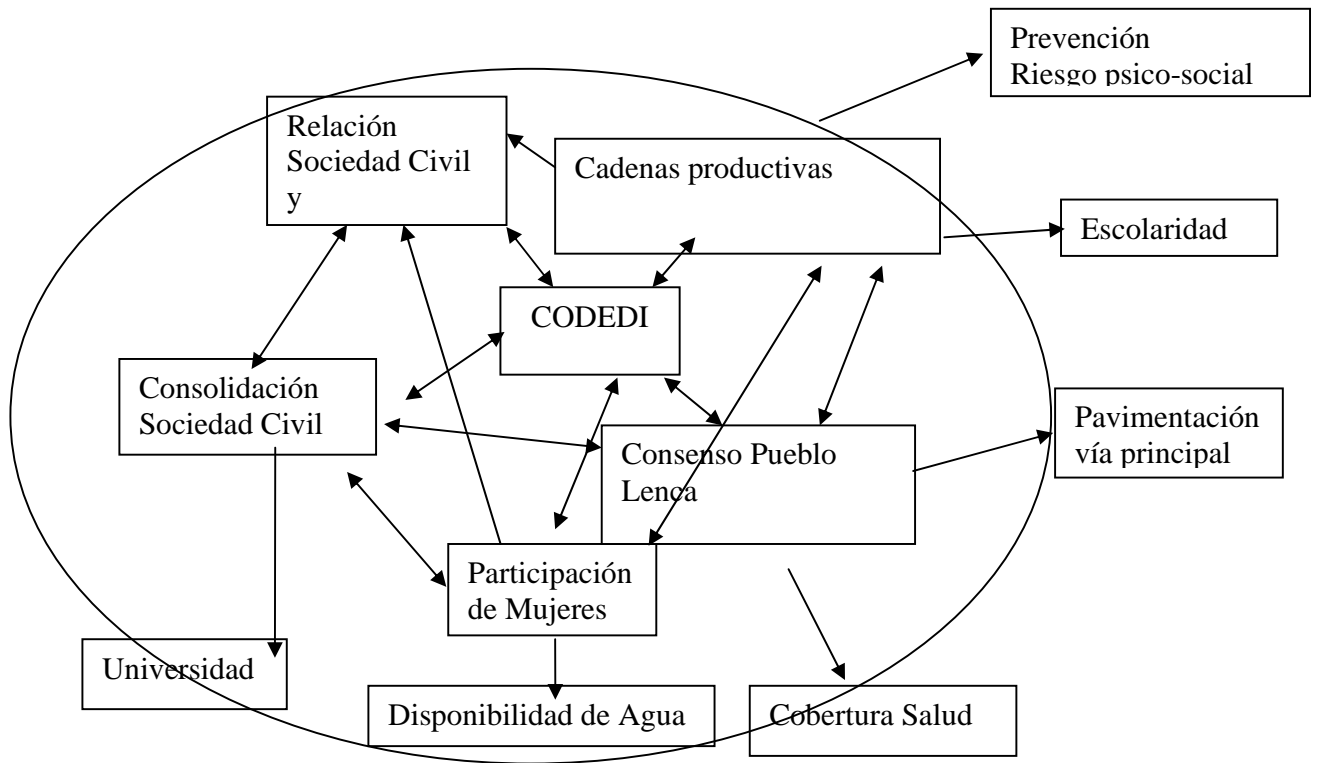 Prevención
Riesgo psico-social
Relación
Sociedad Civil
y
Cadenas productivas
Escolaridad
CODEDI
Consolidación
Sociedad Civil
Pavimentación
vía principal
Consenso Pueblo
Lenca
Participación
de Mujeres
Universidad
Disponibilidad de Agua
Cobertura Salud